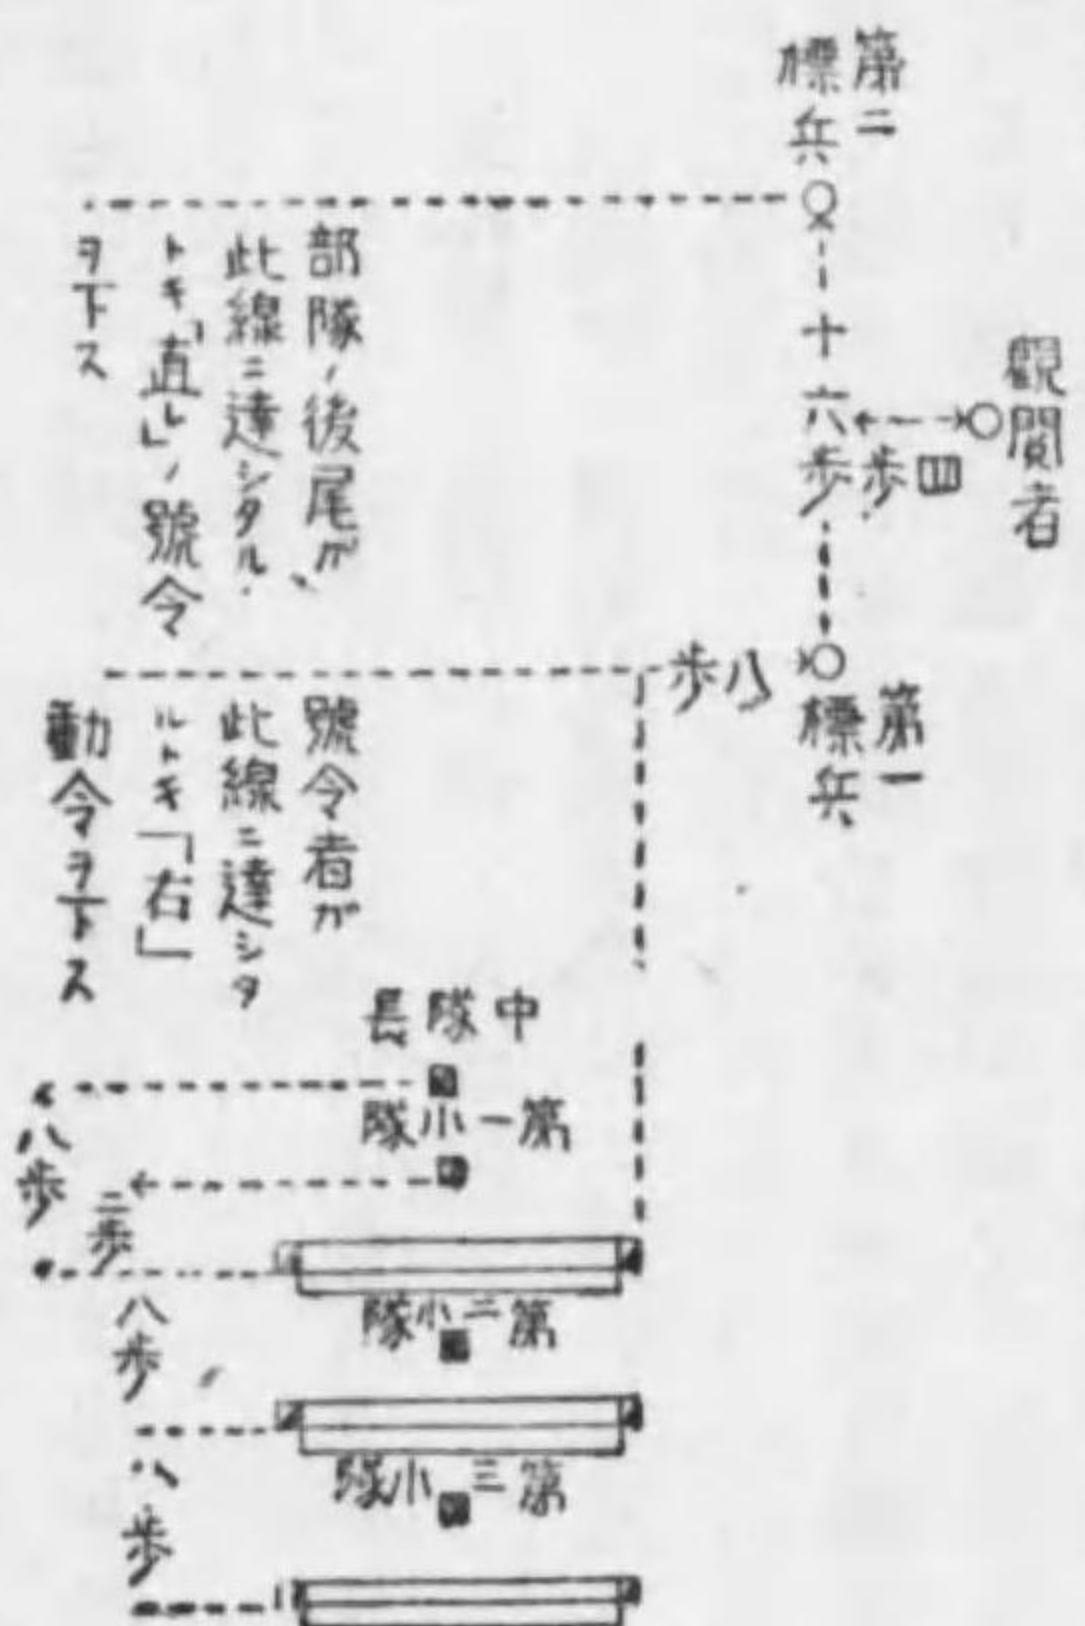 觀閲者
第二
標兵
十六歩
四歩
第一
標兵
八歩
部隊ノ後尾ガ
此線ニ達シタル
トキ「直レ」ノ號令
ヲ下ス
號令者ガ
此線ニ達シタ
ルトキ「右」
動令ヲ下ス
中隊長
第一小隊
八歩
二歩
第二小隊
八歩
第三小隊
八歩